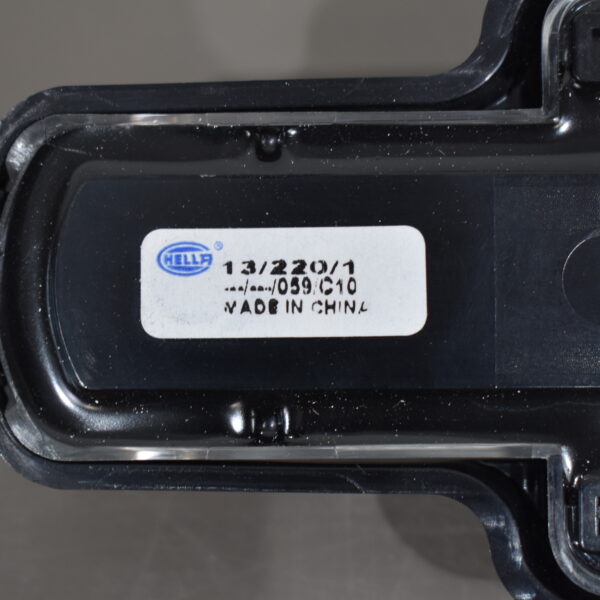 HELLA ®
13/220/1
---/---/059/C10
MADE IN CHINA